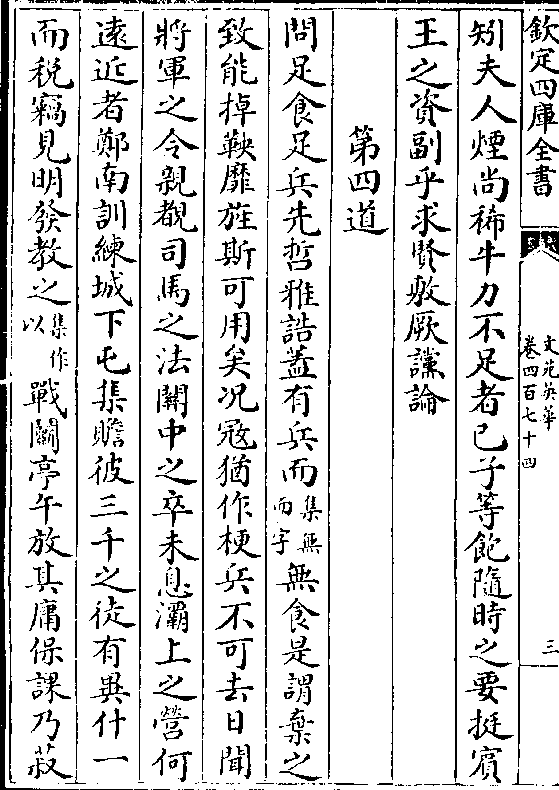 欽定四庫全書
文苑英華
卷四百七十四
三
矧夫人煙尚稀牛刀不足者已子等飽隨時之要挺賓
王之資副乎求賢敷厥讜論
第四道
問足食足兵先哲雅誥蓋有兵而集無而字無食是謂棄之
致能掉鞅靡旌斯可用矣况寇猶作梗兵不可去日聞
將軍之令親覩司馬之法關中之卒未息灞上之營何
遠近者鄭南訓練城下屯集瞻彼三千之徒有異什一
而稅竊見明發教之集作以戰鬭亭午放其庸保課乃菽